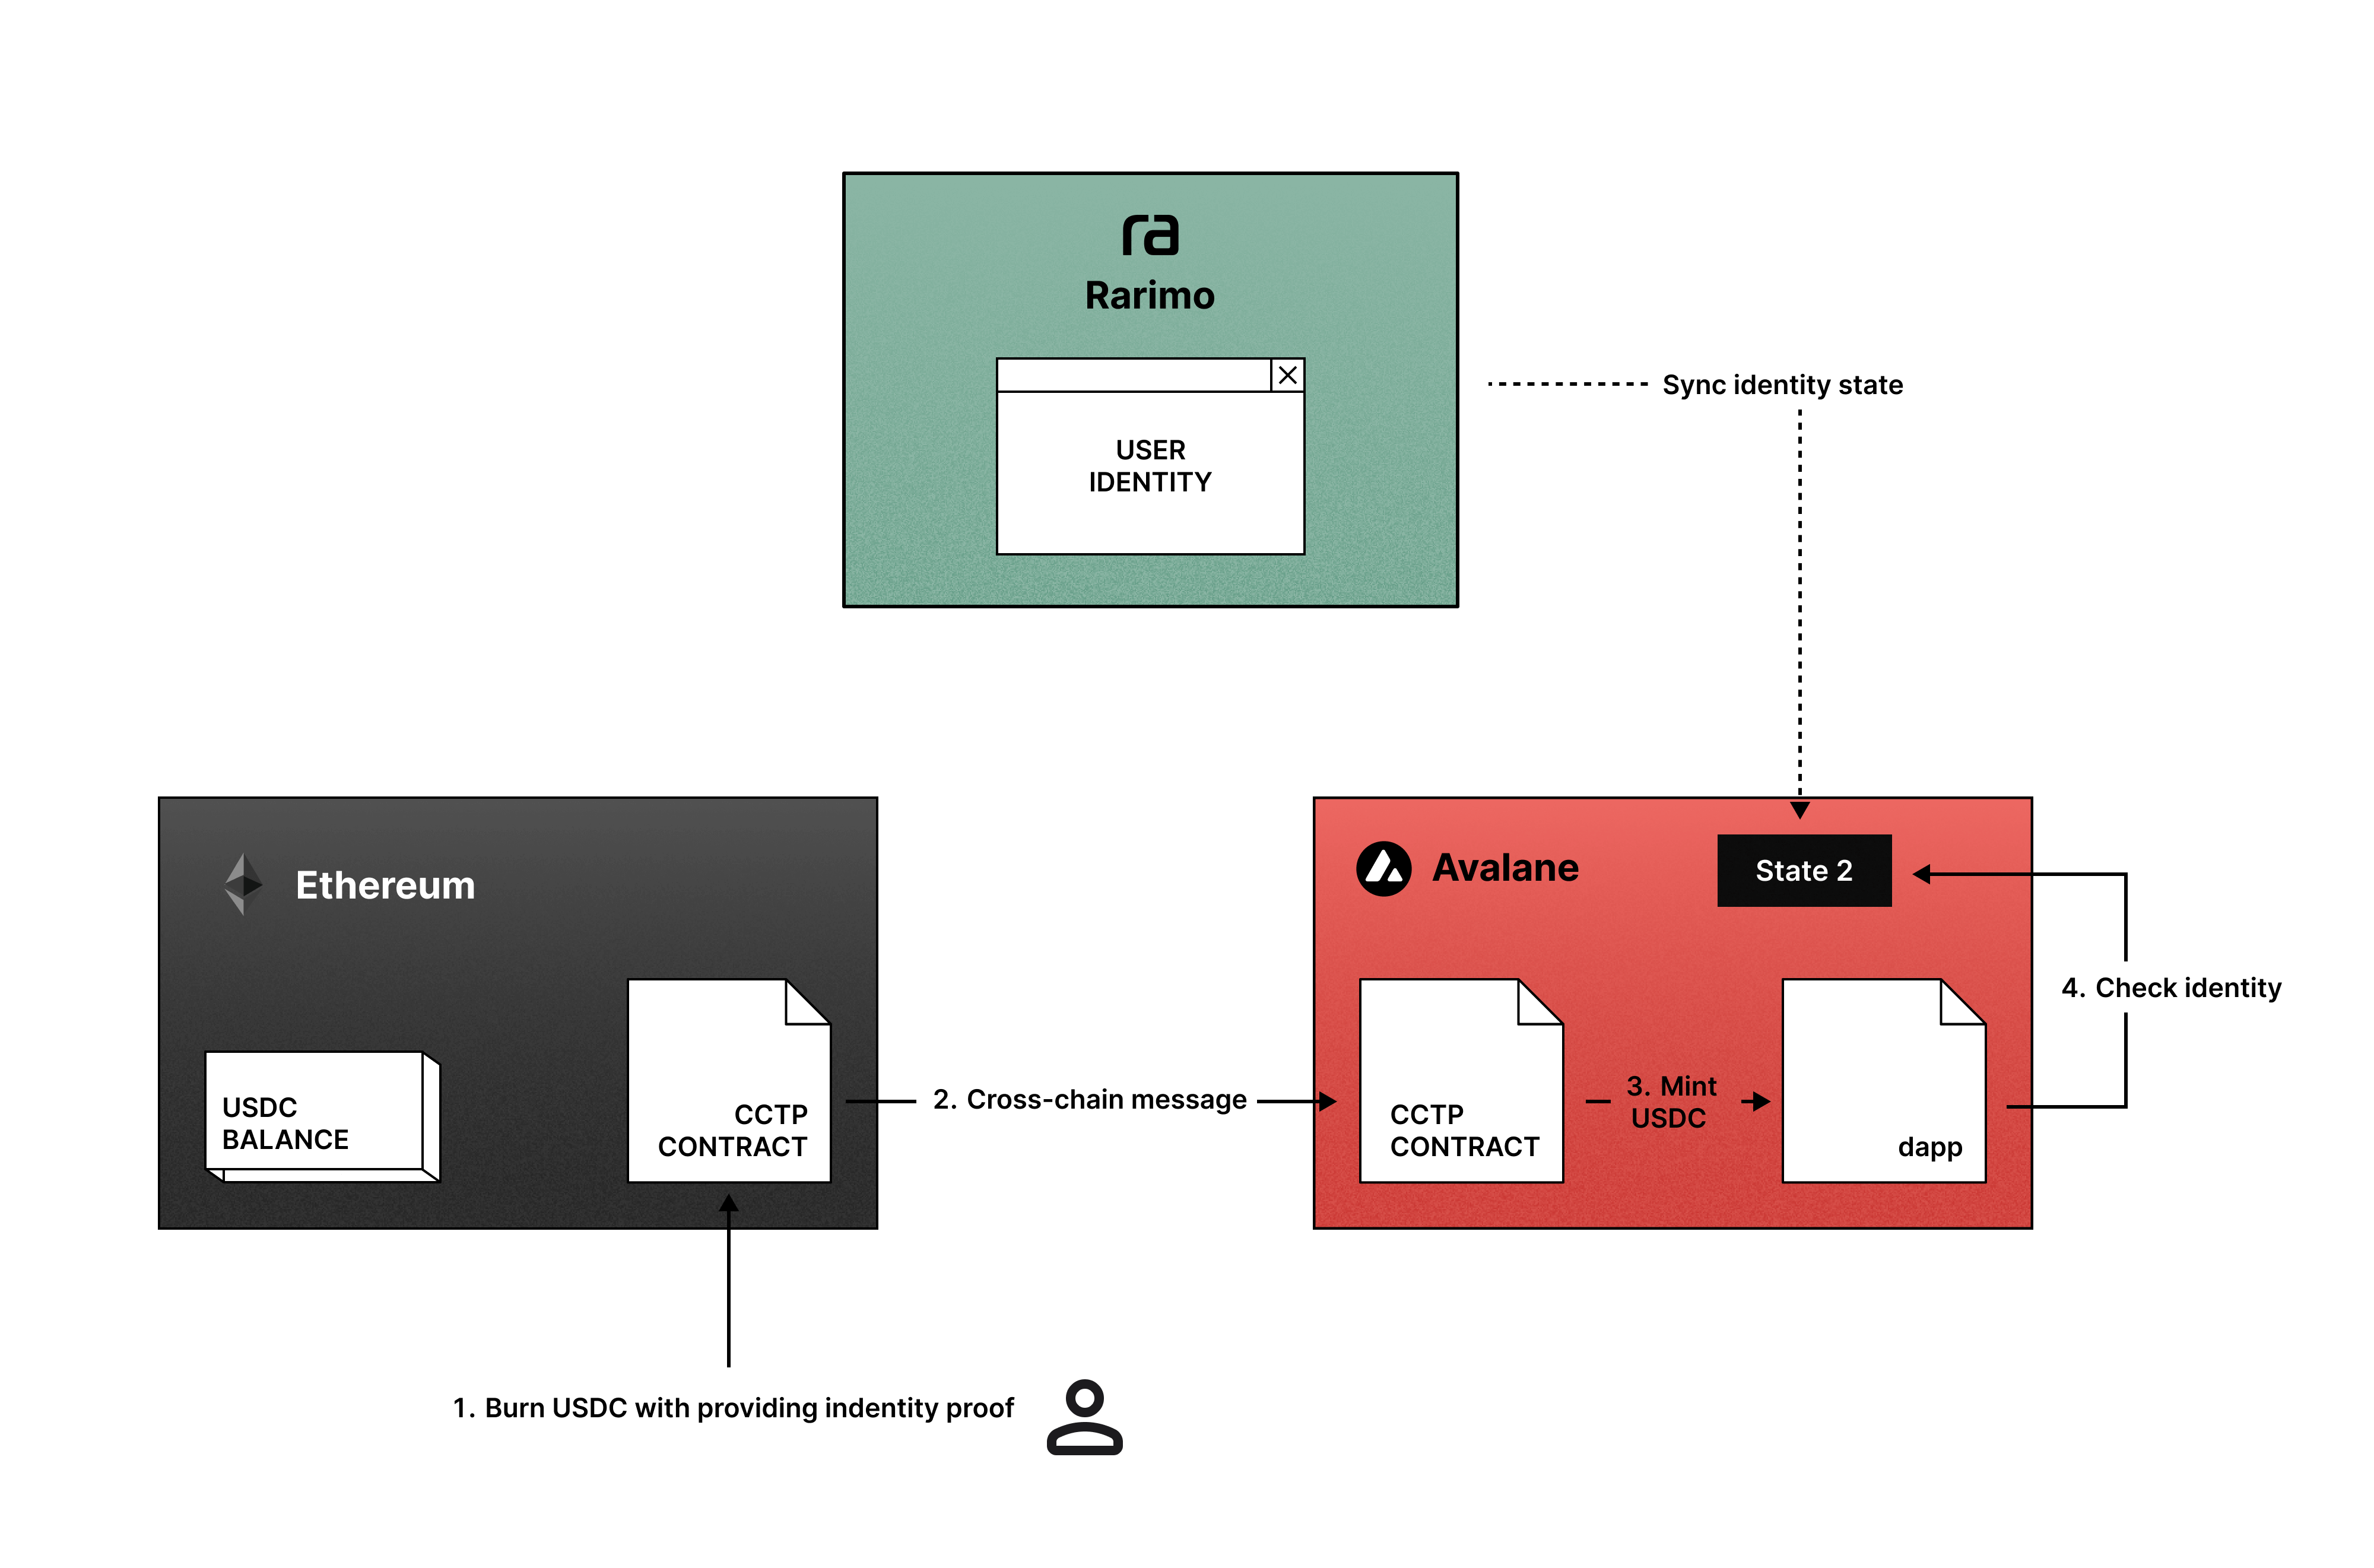 ra
Rarimo
USER
IDENTITY
Sync identity state
Ethereum
USDC
BALANCE
CCTP
CONTRACT
2. Cross-chain message
Avalane
State 2
CCTP
CONTRACT
3. Mint
USDC
dapp
4. Check identity
1. Burn USDC with providing indentity proof